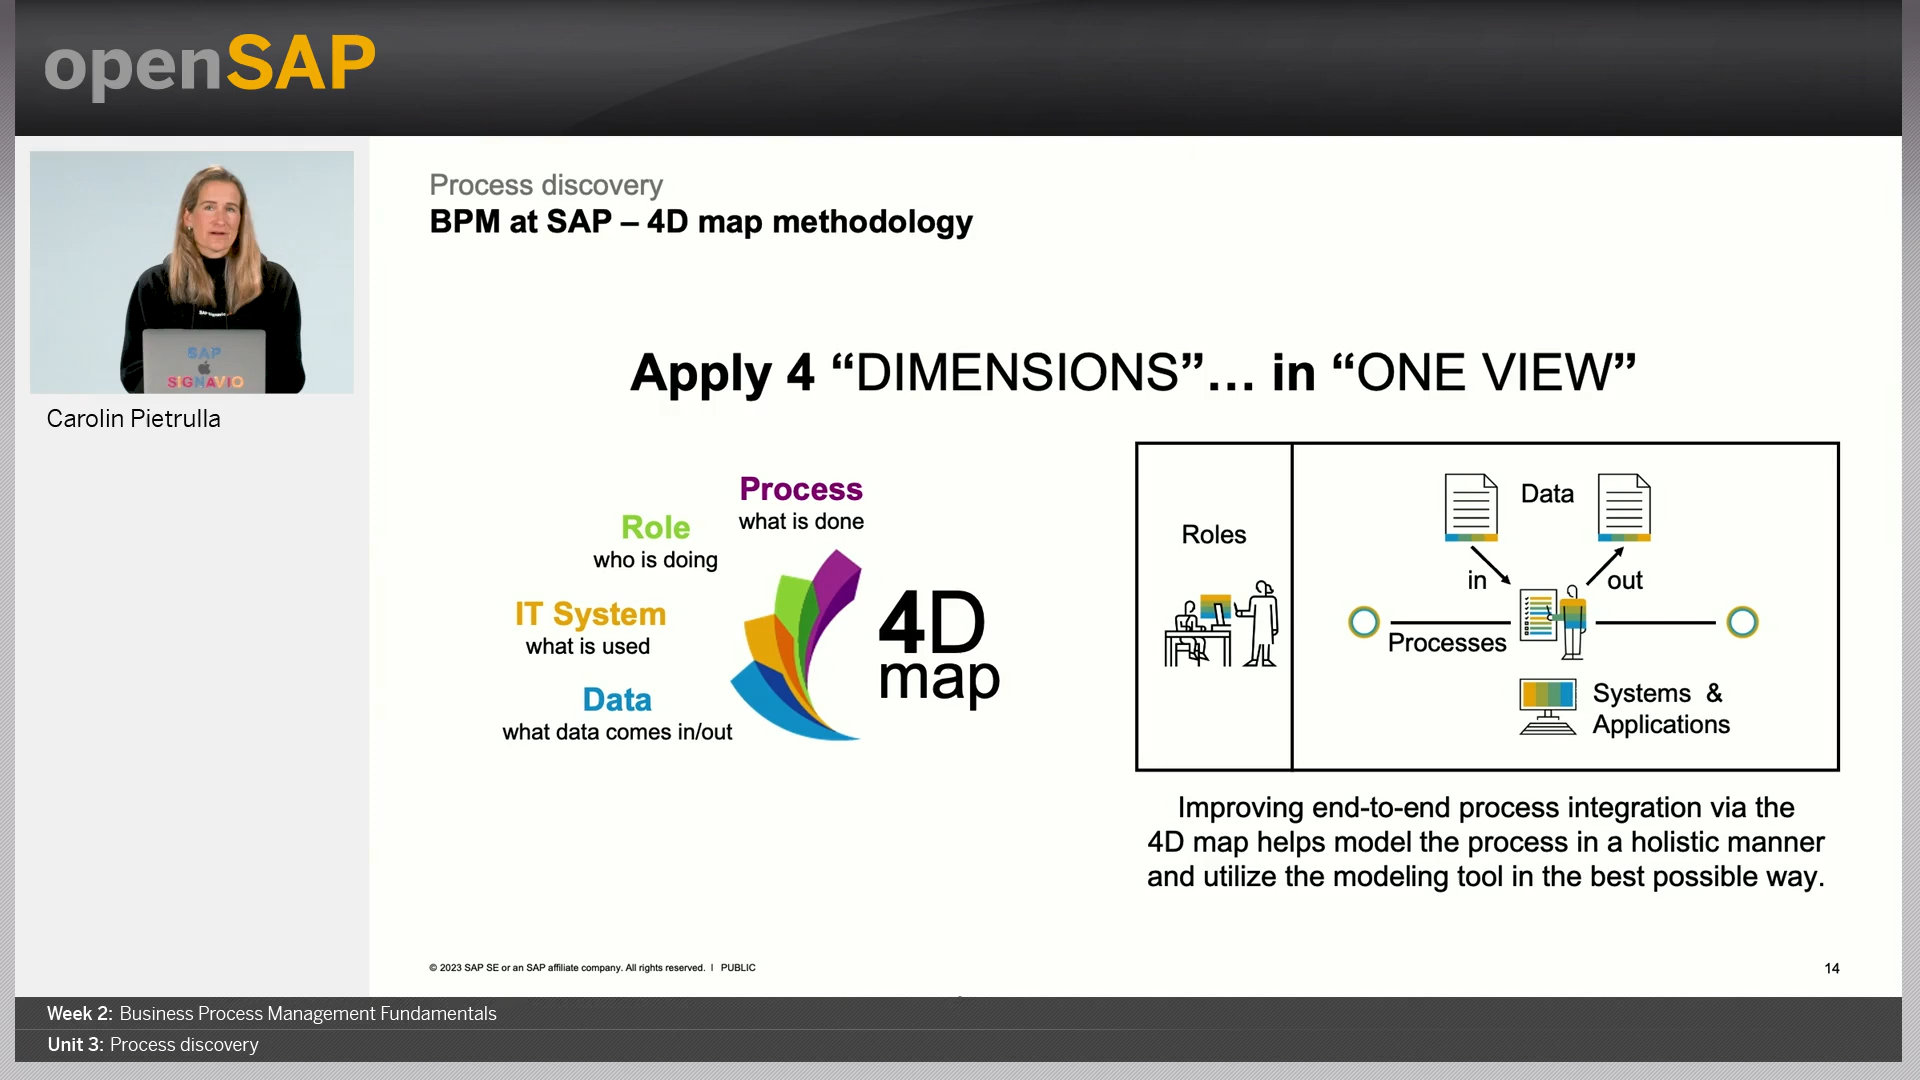 openSAP
Carolin Pietrulla
SAP
SIGNAVIO
Process discovery
BPM at SAP – 4D map methodology
Apply 4 “DIMENSIONS”... in “ONE VIEW”
Process
what is done
Role
who is doing
IT System
what is used
Data
what data comes in/out
4D
map
Roles
Data
in
out
Processes
Systems &
Applications
Improving end-to-end process integration via the
4D map helps model the process in a holistic manner
and utilize the modeling tool in the best possible way.
© 2023 SAP SE or an SAP affiliate company. All rights reserved. | PUBLIC
14
Week 2: Business Process Management Fundamentals
Unit 3: Process discovery